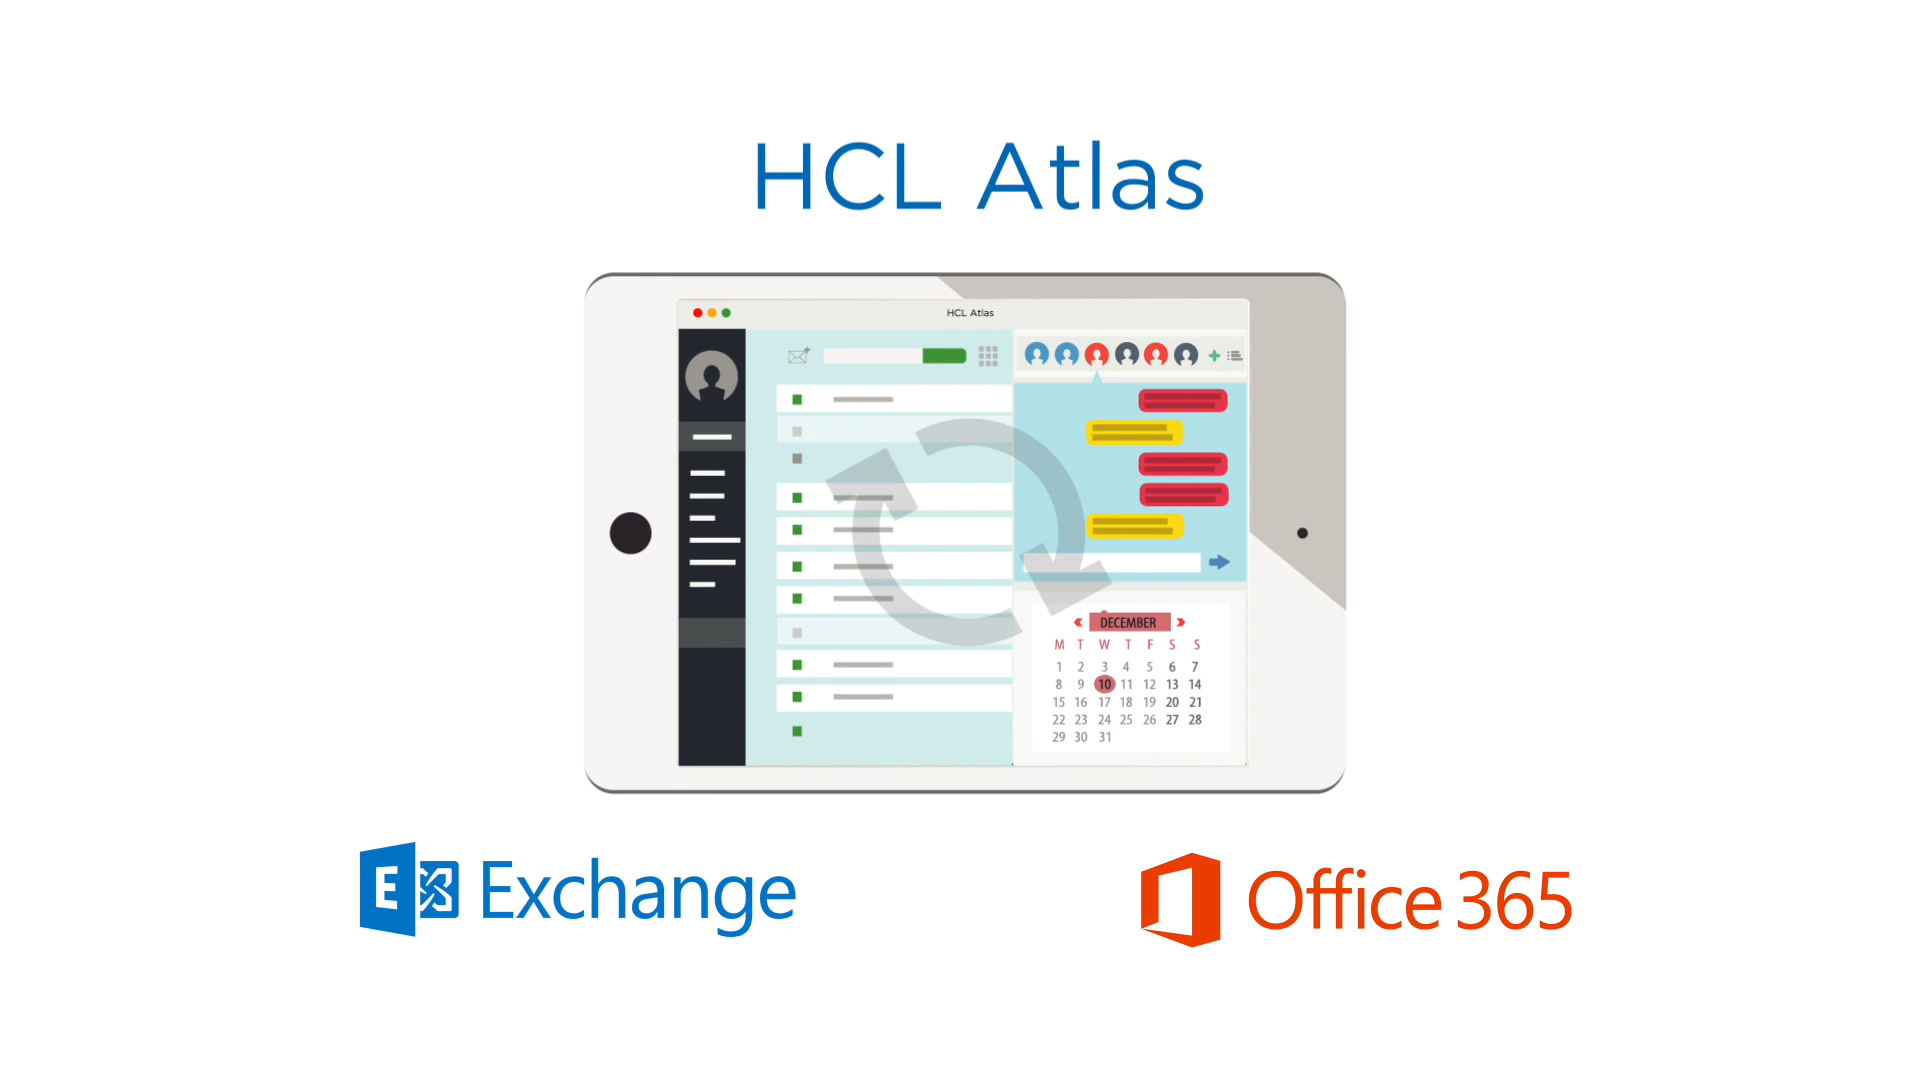 HCL Atlas
HCL Atlas
« DECEMBER »
M T W T F S S
1 2 3 4 5 6 7
8 9 10 11 12 13 14
15 16 17 18 19 20 21
22 23 24 25 26 27 28
29 30 31
E Exchange
Office 365